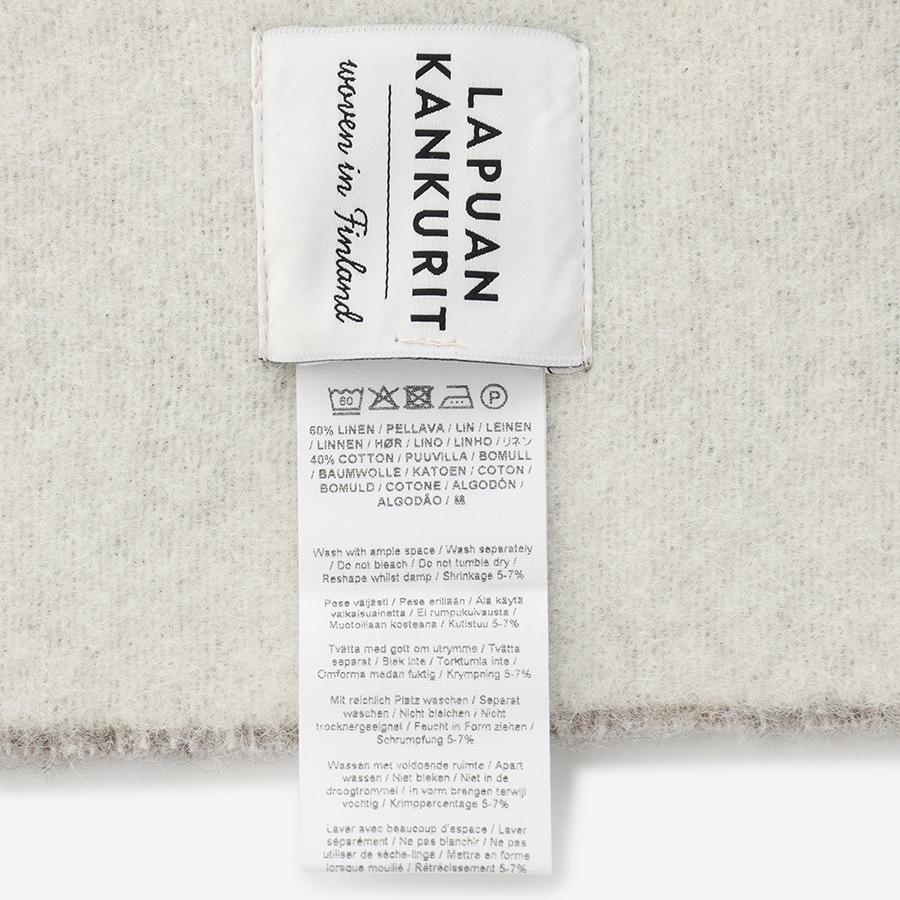 LAPUAN
KANKURIT
woven in Finland
60
P
60% LINEN / PELLAVA / LIN / LEINEN
/ LINNEN / HØR / LINO / LINHO / リネン
40% COTTON / PUUVILLA / BOMULL
/ BAUMWOLLE / KATOEN / COTON /
BOMULD / COTONE / ALGODÓN /
ALGODÃO / 綿
Wash with ample space / Wash separately
/ Do not bleach / Do not tumble dry /
Reshape whilst damp / Shrinkage 5-7%
Pese väljästi / Pese erillään / Älä käytä
valkaisuainetta / Ei rumpukuivausta /
Muotoillaan kosteana / Kutistuu 5-7%
Tvätta med gott om utrymme / Tvätta
separat / Blek inte / Torktumla inte /
Omforma medan fuktig / Krympning 5-7%
Mit reichlich Platz waschen / Separat
waschen / Nicht bleichen / Nicht
trocknergeeignet / Feucht in Form ziehen /
Schrumpfung 5-7%
Wassen met voldoende ruimte / Apart
wassen / Niet bleken / Niet in de
droogtrommel / In vorm brengen terwijl
vochtig / Krimppercentage 5-7%
Laver avec beaucoup d'espace / Laver
séparément / Ne pas blanchir / Ne pas
utiliser de sèche-linge / Mettre en forme
lorsque mouillé / Rétrécissement 5-7%